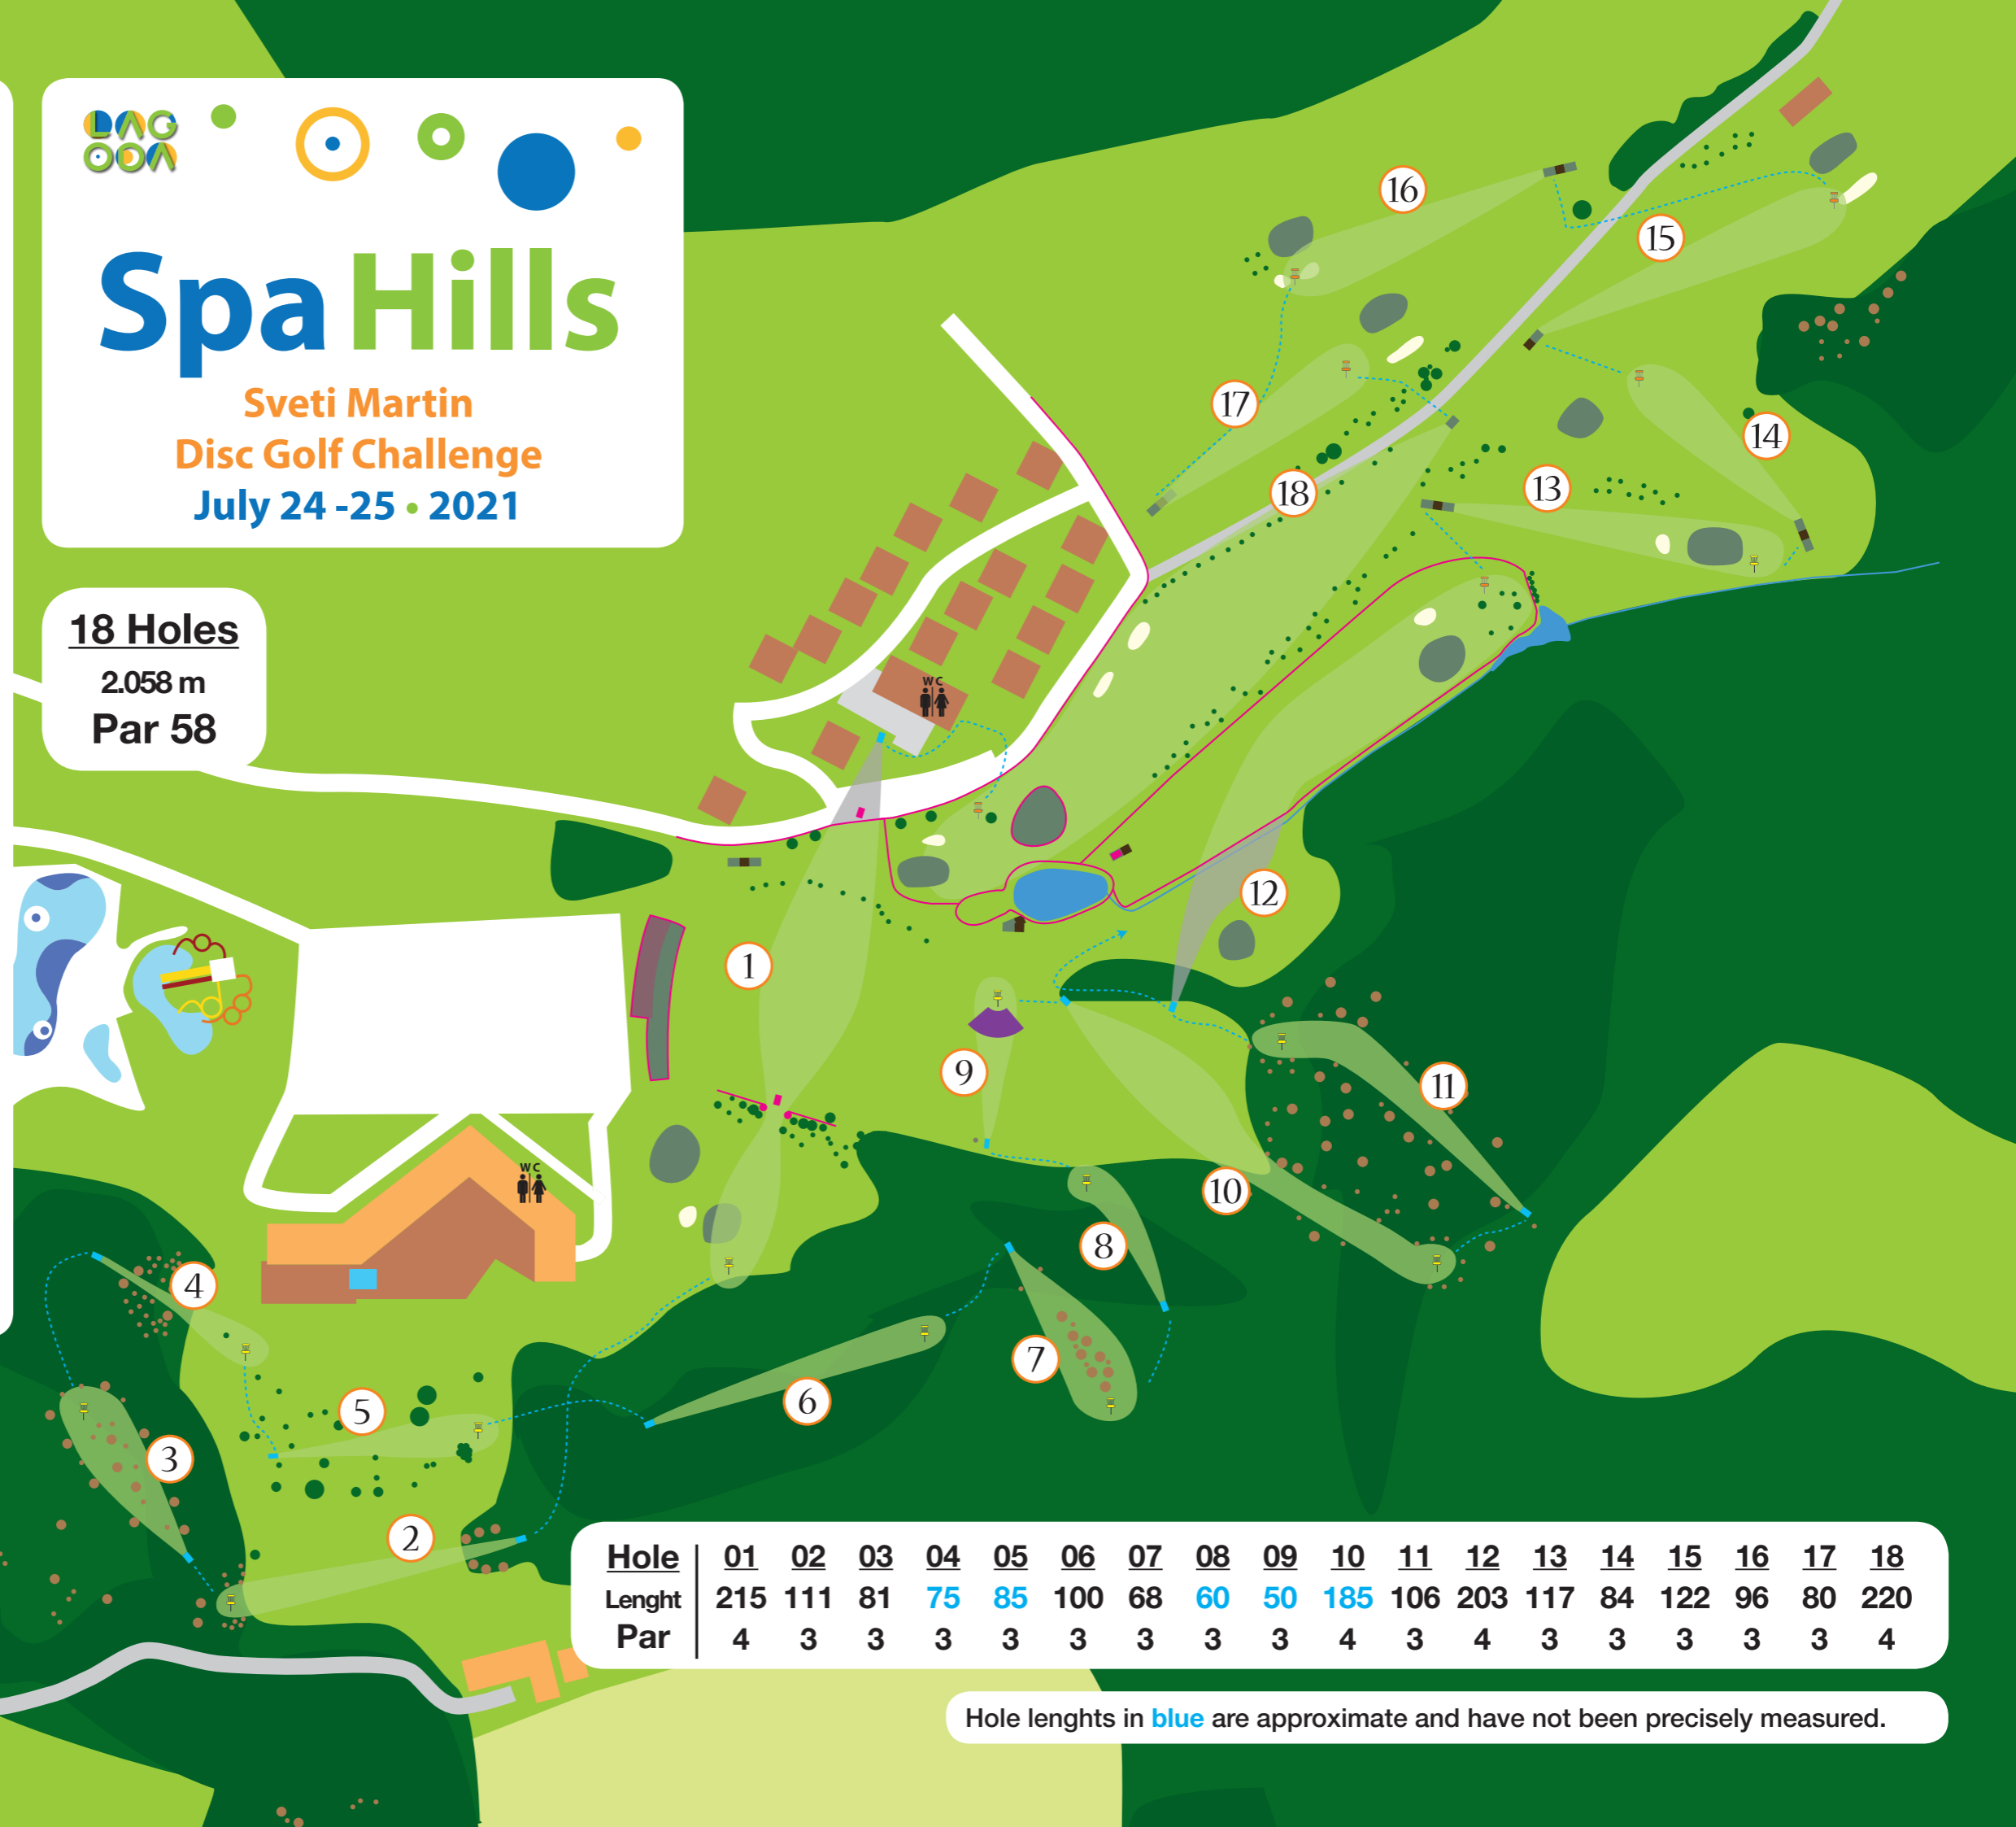 LAG
OOA
Spa Hills
Sveti Martin
Disc Golf Challenge
July 24 -25 • 2021
18 Holes
2.058 m
Par 58
16
15
17
14
18
13
WC
12
1
9
11
WC
10
8
4
7
6
5
3
2
Hole 01 02 03 04 05 06 07 08 09 10 11 12 13 14 15 16 17 18
Lenght 215 111 81 75 85 100 68 60 50 185 106 203 117 84 122 96 80 220
Par 4 3 3 3 3 3 3 3 3 4 3 4 3 3 3 3 3 4
Hole lenghts in blue are approximate and have not been precisely measured.